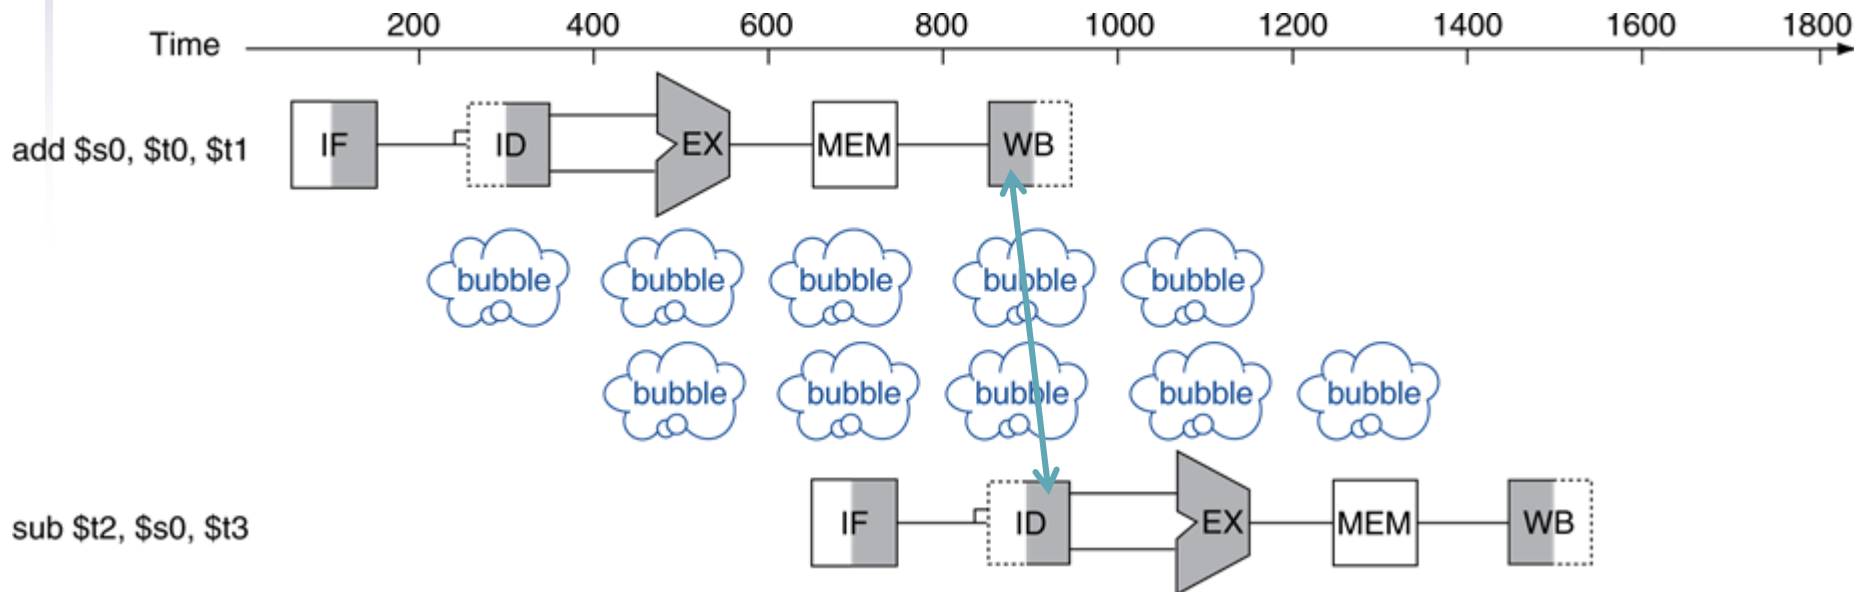 200 400 600 800 1000 1200 1400 1600 1800
Time
add $s0, $t0, $t1 IF ID EX MEM WB
bubble bubble bubble bubble bubble
bubble bubble bubble bubble bubble
sub $t2, $s0, $t3 IF ID EX MEM WB